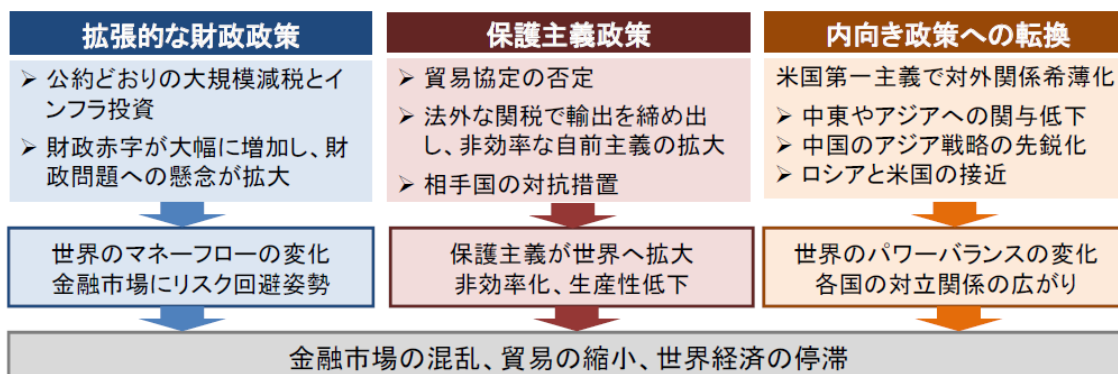 拡張的な財政政策
➢ 公約どおりの大規模減税とイ
ンフラ投資
➢ 財政赤字が大幅に増加し、財
政問題への懸念が拡大
世界のマネーフローの変化
金融市場にリスク回避姿勢
保護主義政策
➢ 貿易協定の否定
➢ 法外な関税で輸出を締め出
し、非効率な自前主義の拡大
➢ 相手国の対抗措置
保護主義が世界へ拡大
非効率化、生産性低下
内向き政策への転換
米国第一主義で対外関係希薄化
➢ 中東やアジアへの関与低下
➢ 中国のアジア戦略の先鋭化
➢ ロシアと米国の接近
世界のパワーバランスの変化
各国の対立関係の広がり
金融市場の混乱、貿易の縮小、世界経済の停滞